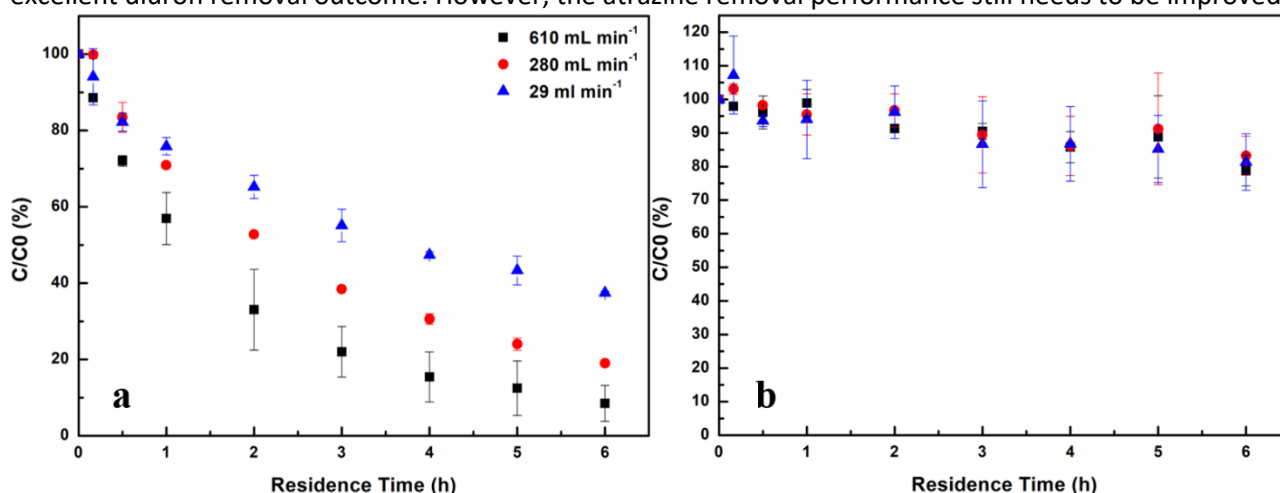 excellent diuron removal outcome. However, the atrazine removal performance still needs to be improved
100
80
60
40
20
0
C/C0 (%)
610 mL min⁻¹
280 mL min⁻¹
29 ml min⁻¹
a
0 1 2 3 4 5 6
Residence Time (h)
120
110
100
90
80
70
60
50
40
30
20
10
0
C/C0 (%)
b
0 1 2 3 4 5 6
Residence Time (h)